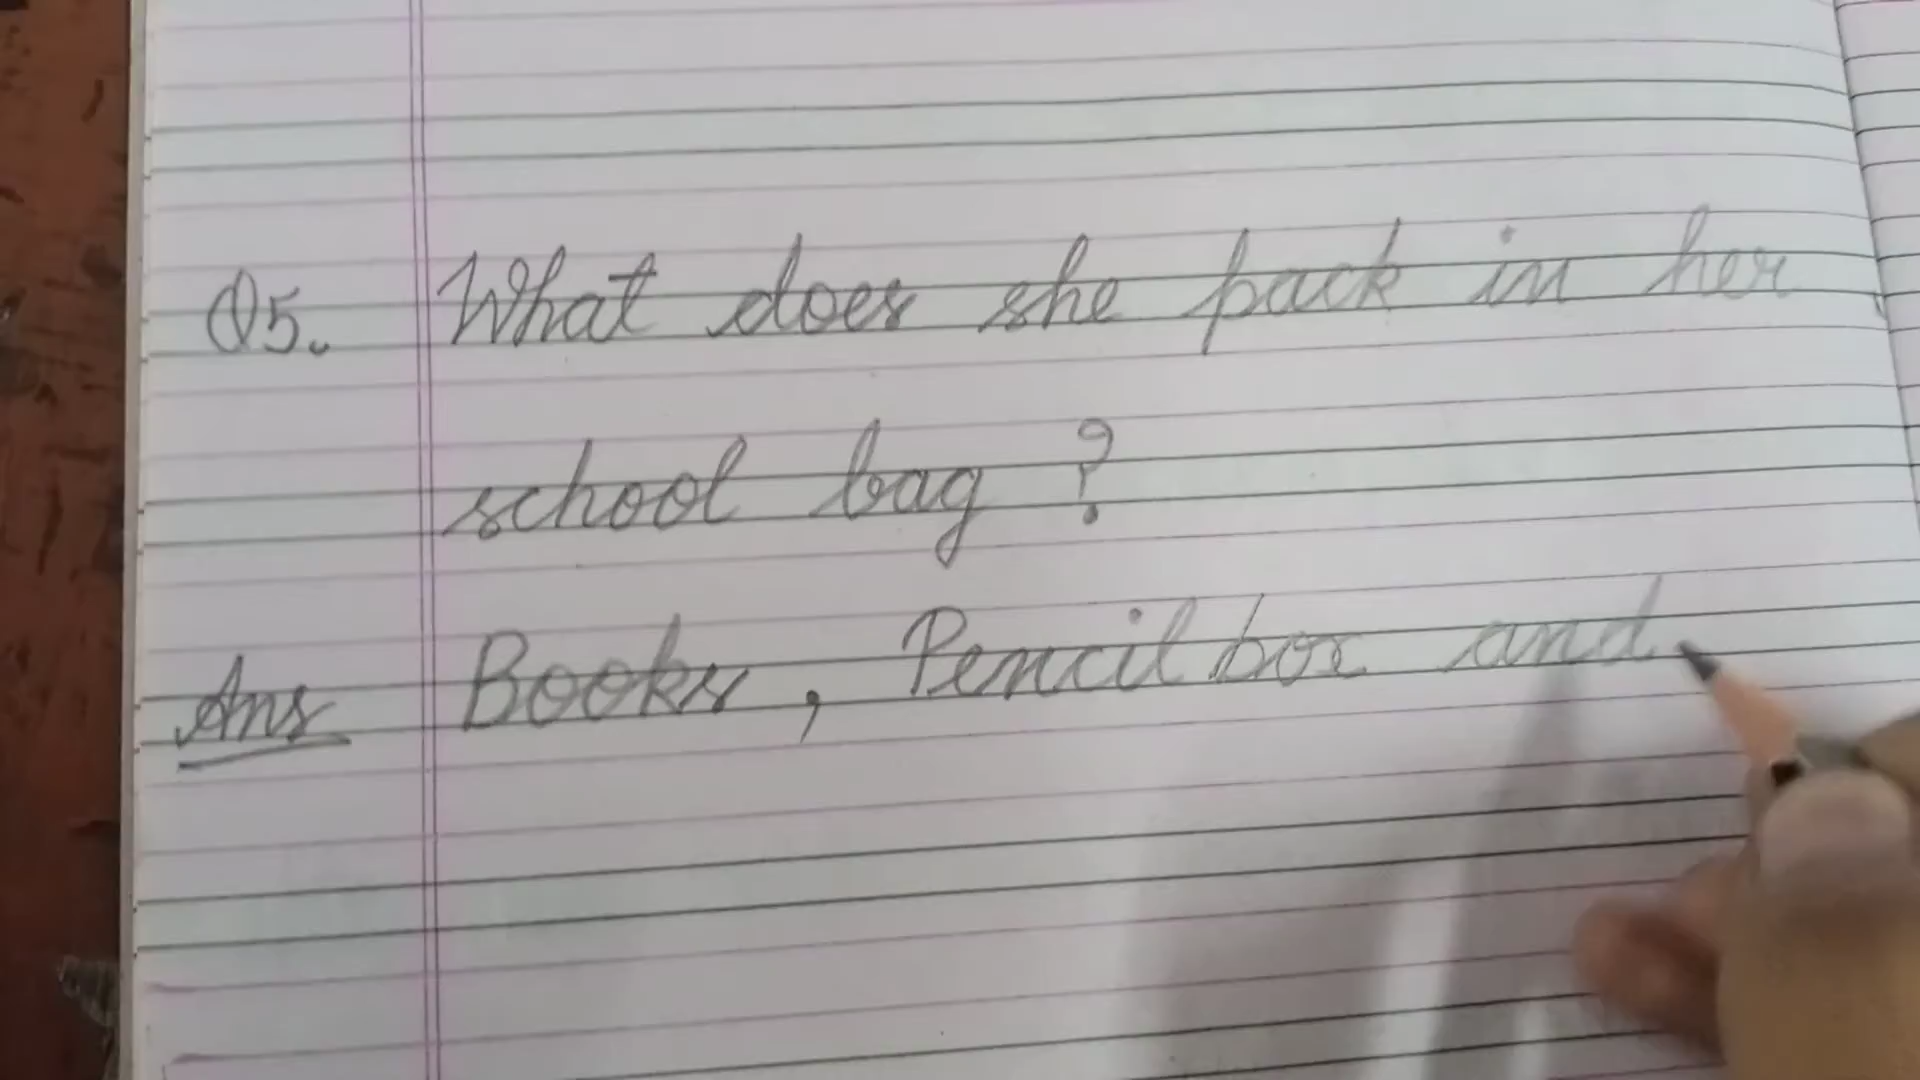 Q5. What does she pack in her
school bag ?
Ans Books, Pencil box and